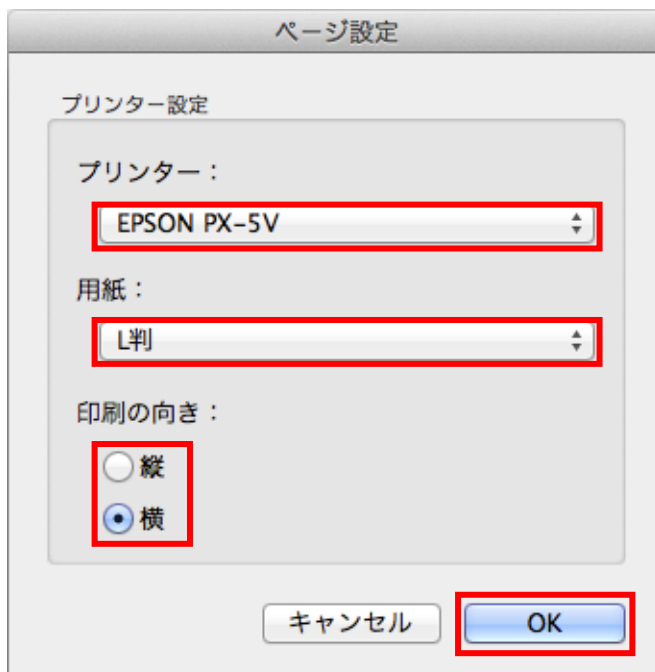 ページ設定
プリンター設定
プリンター：
EPSON PX-5V
用紙：
L判
印刷の向き：
縦
横
キャンセル
OK